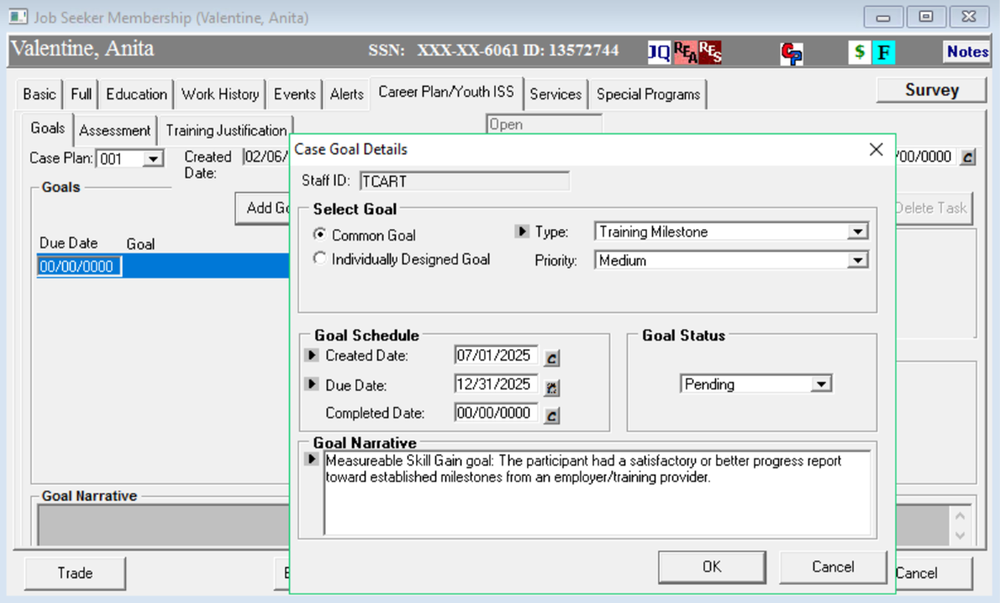 Job Seeker Membership (Valentine, Anita)
Valentine, Anita SSN: XXX-XX-6061 ID: 13572744 JQ REA RES CP $ F Notes
Basic Full Education Work History Events Alerts Career Plan/Youth ISS Services Special Programs Survey
Goals Assessment Training Justification Open
Case Plan: 001 Created Date: 02/06/ /00/0000
Goals
Add Go Delete Task
Due Date Goal
00/00/0000
Case Goal Details
Staff ID: TCART
Select Goal
Common Goal Type: Training Milestone
Individually Designed Goal Priority: Medium
Goal Schedule Goal Status
Created Date: 07/01/2025
Due Date: 12/31/2025 Pending
Completed Date: 00/00/0000
Goal Narrative
Measureable Skill Gain goal: The participant had a satisfactory or better progress report
toward established milestones from an employer/training provider.
Goal Narrative
OK Cancel
Trade Cancel